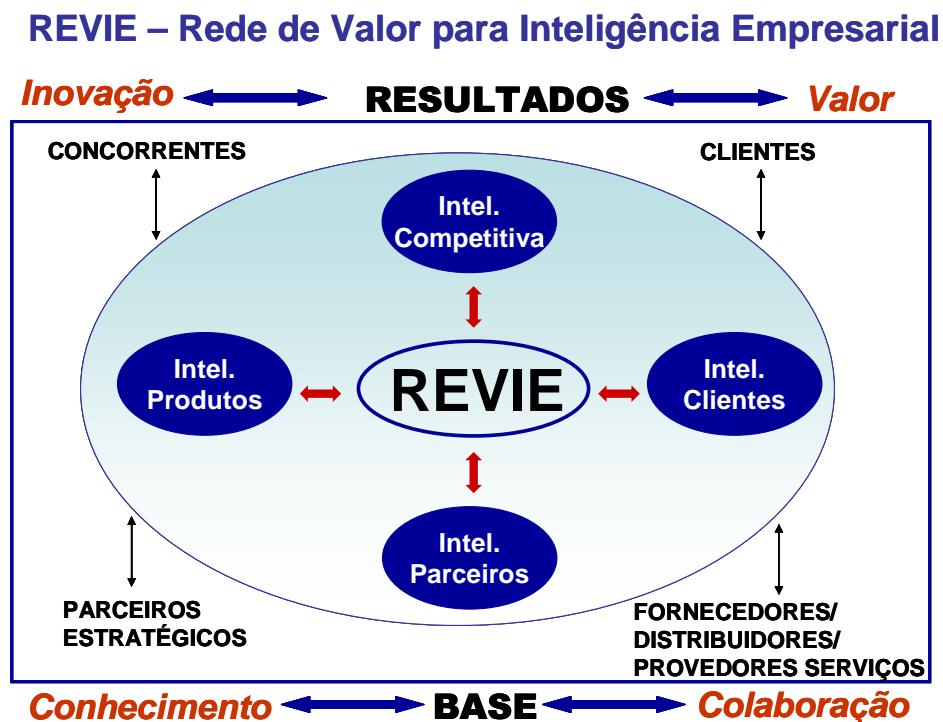 REVIE – Rede de Valor para Inteligência Empresarial
Inovação RESULTADOS Valor
CONCORRENTES
CLIENTES
Intel.
Competitiva
Intel.
Produtos
REVIE
Intel.
Clientes
Intel.
Parceiros
PARCEIROS
ESTRATÉGICOS
FORNECEDORES/
DISTRIBUIDORES/
PROVEDORES SERVIÇOS
Conhecimento BASE Colaboração